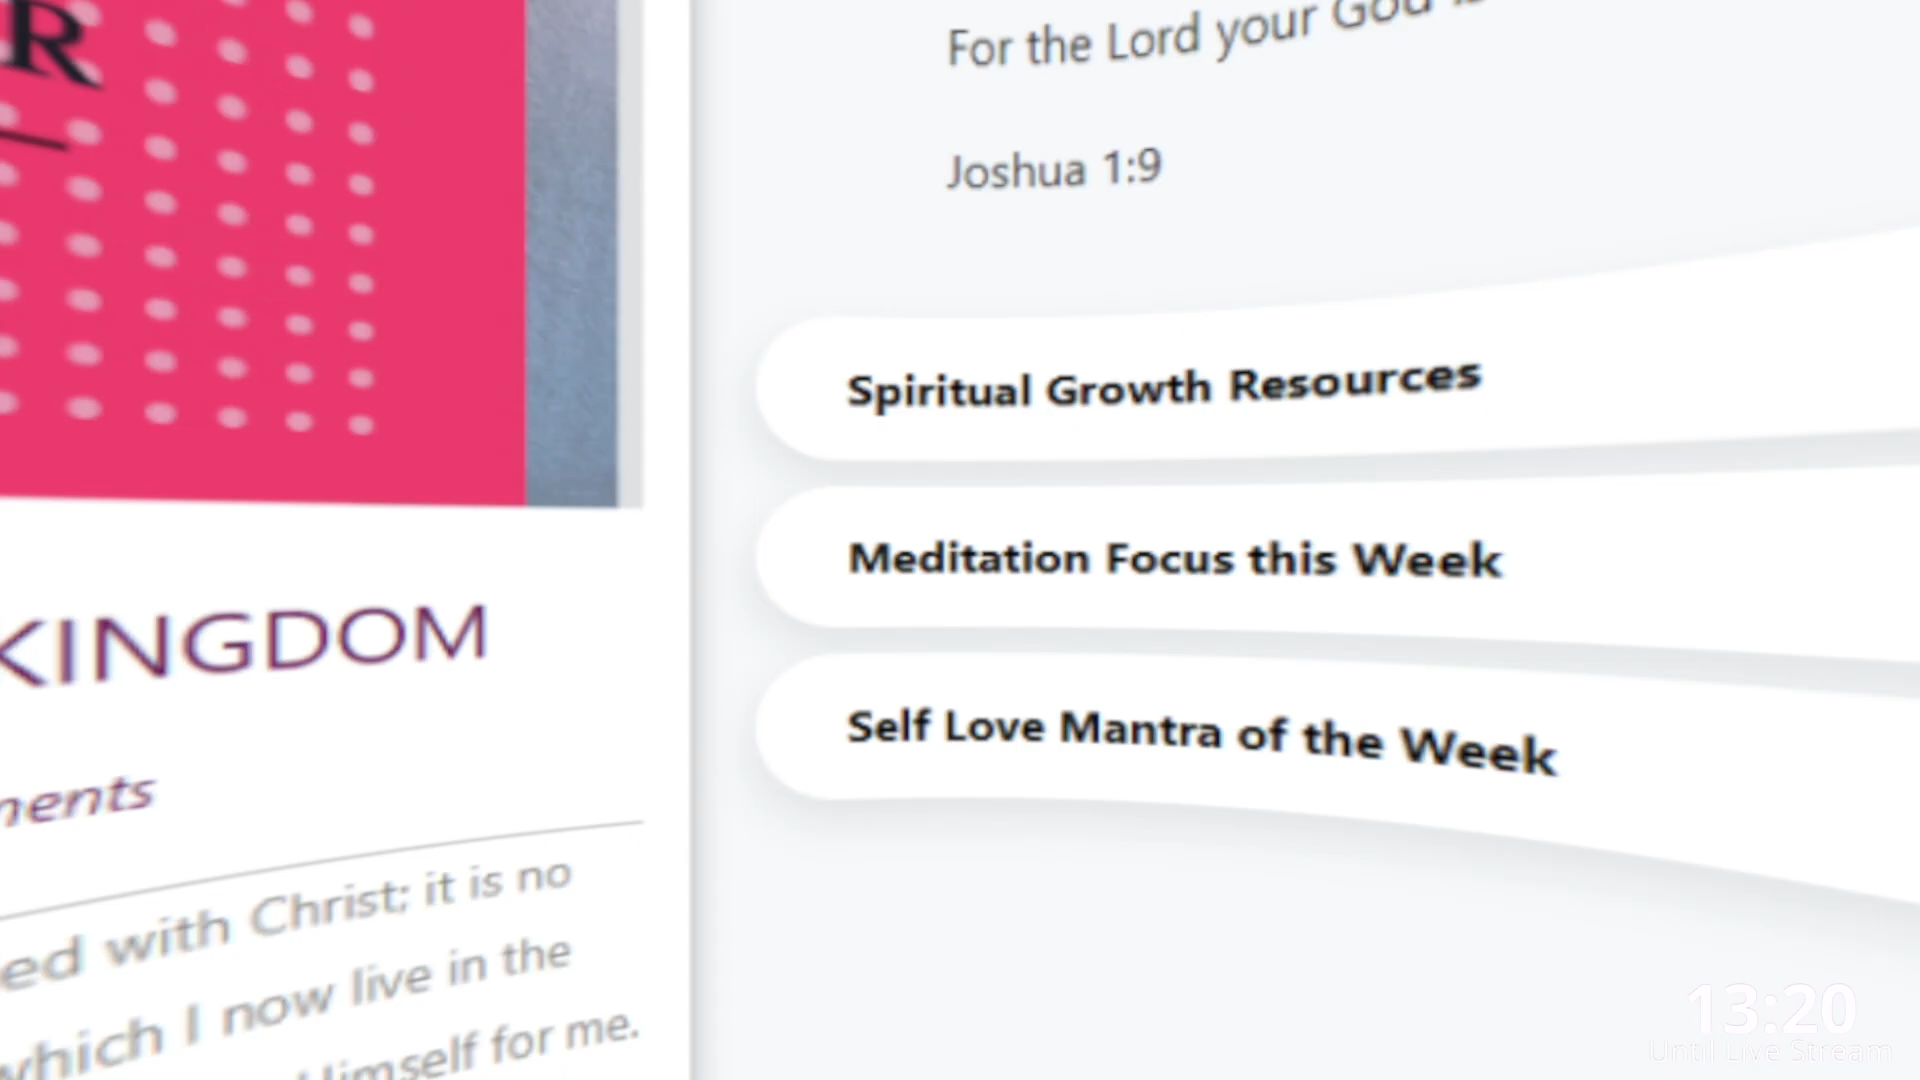 R
KINGDOM
with Christ; it is no
which I now live in the
Himself for me.
For the Lord your God
Joshua 1:9
Spiritual Growth Resources
Meditation Focus this Week
Self Love Mantra of the Week
13:20
Until Live Stream